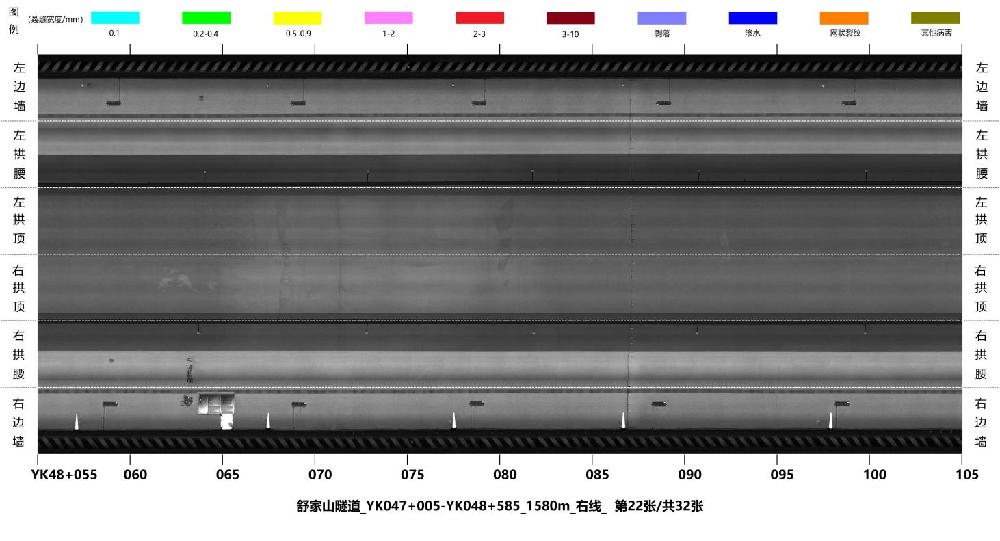 图例
(裂缝宽度/mm)
0.1
0.2-0.4
0.5-0.9
1-2
2-3
3-10
剥落
渗水
网状裂纹
其他病害
左边墙
左边墙
左拱腰
左拱腰
左拱顶
左拱顶
右拱顶
右拱顶
右拱腰
右拱腰
右边墙
右边墙
YK48+055 060 065 070 075 080 085 090 095 100 105
舒家山隧道_YK047+005-YK048+585_1580m_右线_ 第22张/共32张